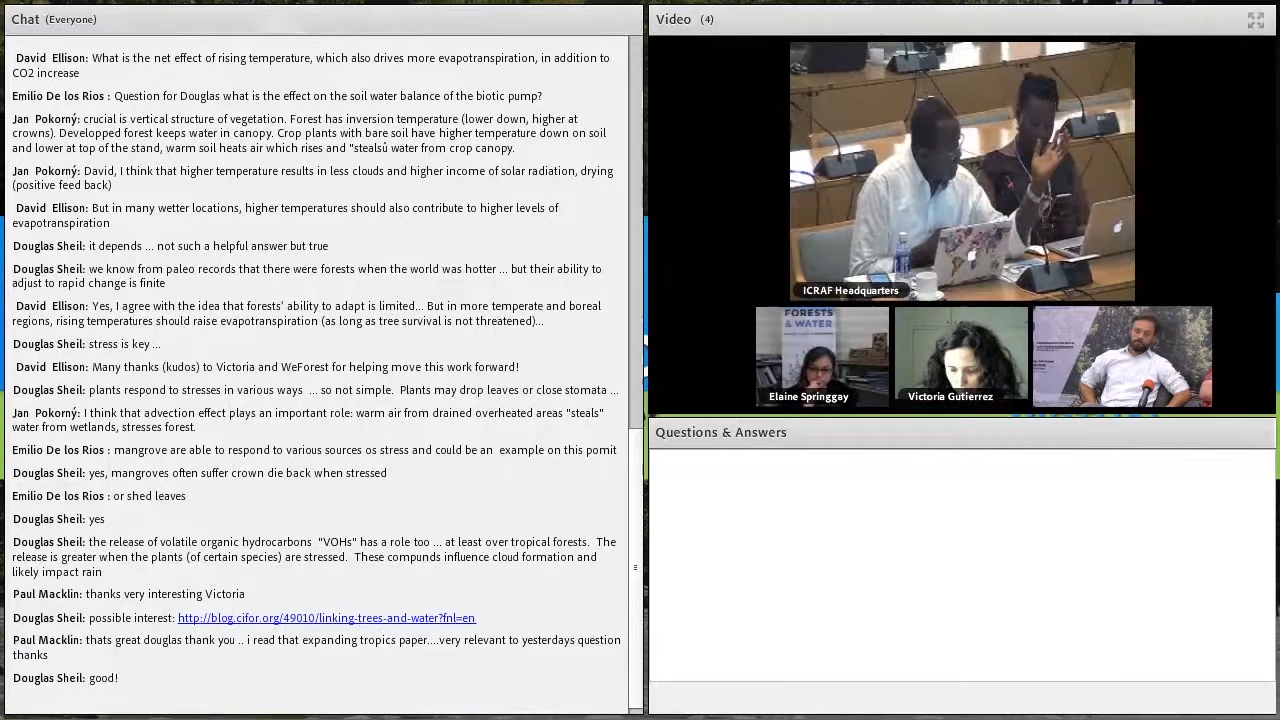 Chat (Everyone)
David Ellison: What is the net effect of rising temperature, which also drives more evapotranspiration, in addition to
CO2 increase
Emilio De los Rios : Question for Douglas what is the effect on the soil water balance of the biotic pump?
Jan Pokorný: crucial is vertical structure of vegetation. Forest has inversion temperature (lower down, higher at
crowns). Developped forest keeps water in canopy. Crop plants with bare soil have higher temperature down on soil
and lower at top of the stand, warm soil heats air which rises and "stealsů water from crop canopy.
Jan Pokorný: David, I think that higher temperature results in less clouds and higher income of solar radiation, drying
(positive feed back)
David Ellison: But in many wetter locations, higher temperatures should also contribute to higher levels of
evapotranspiration
Douglas Sheil: it depends ... not such a helpful answer but true
Douglas Sheil: we know from paleo records that there were forests when the world was hotter ... but their ability to
adjust to rapid change is finite
David Ellison: Yes, I agree with the idea that forests' ability to adapt is limited... But in more temperate and boreal
regions, rising temperatures should raise evapotranspiration (as long as tree survival is not threatened)...
Douglas Sheil: stress is key ...
David Ellison: Many thanks (kudos) to Victoria and WeForest for helping move this work forward!
Douglas Sheil: plants respond to stresses in various ways ... so not simple. Plants may drop leaves or close stomata ...
Jan Pokorný: I think that advection effect plays an important role: warm air from drained overheated areas "steals"
water from wetlands, stresses forest.
Emilio De los Rios : mangrove are able to respond to various sources os stress and could be an example on this pomit
Douglas Sheil: yes, mangroves often suffer crown die back when stressed
Emilio De los Rios : or shed leaves
Douglas Sheil: yes
Douglas Sheil: the release of volatile organic hydrocarbons "VOHs" has a role too ... at least over tropical forests. The
release is greater when the plants (of certain species) are stressed. These compunds influence cloud formation and
likely impact rain
Paul Macklin: thanks very interesting Victoria
Douglas Sheil: possible interest: http://blog.cifor.org/49010/linking-trees-and-water?fnl=en
Paul Macklin: thats great douglas thank you .. i read that expanding tropics paper....very relevant to yesterdays question
thanks
Douglas Sheil: good!
Video (4)
ICRAF Headquarters
FORESTS
& WATER
Elaine Springgay
Victoria Gutierrez
Questions & Answers